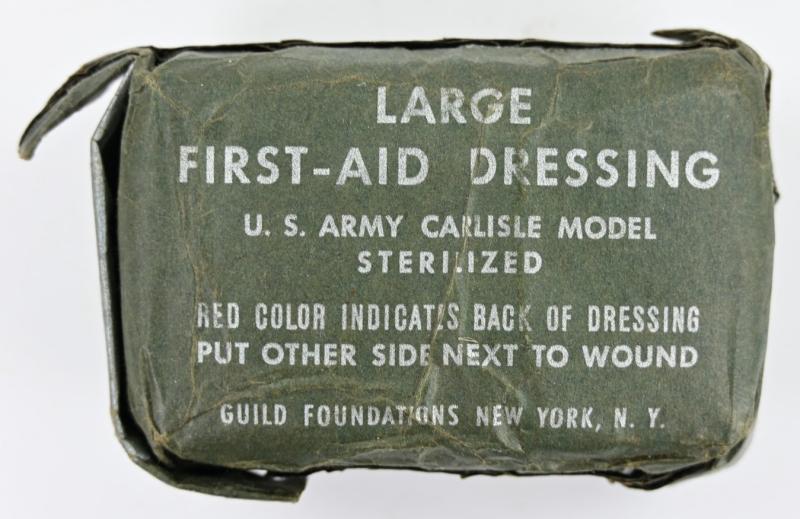 LARGE
FIRST-AID DRESSING
U. S. ARMY CARLISLE MODEL
STERILIZED
RED COLOR INDICATES BACK OF DRESSING
PUT OTHER SIDE NEXT TO WOUND
GUILD FOUNDATIONS NEW YORK, N. Y.